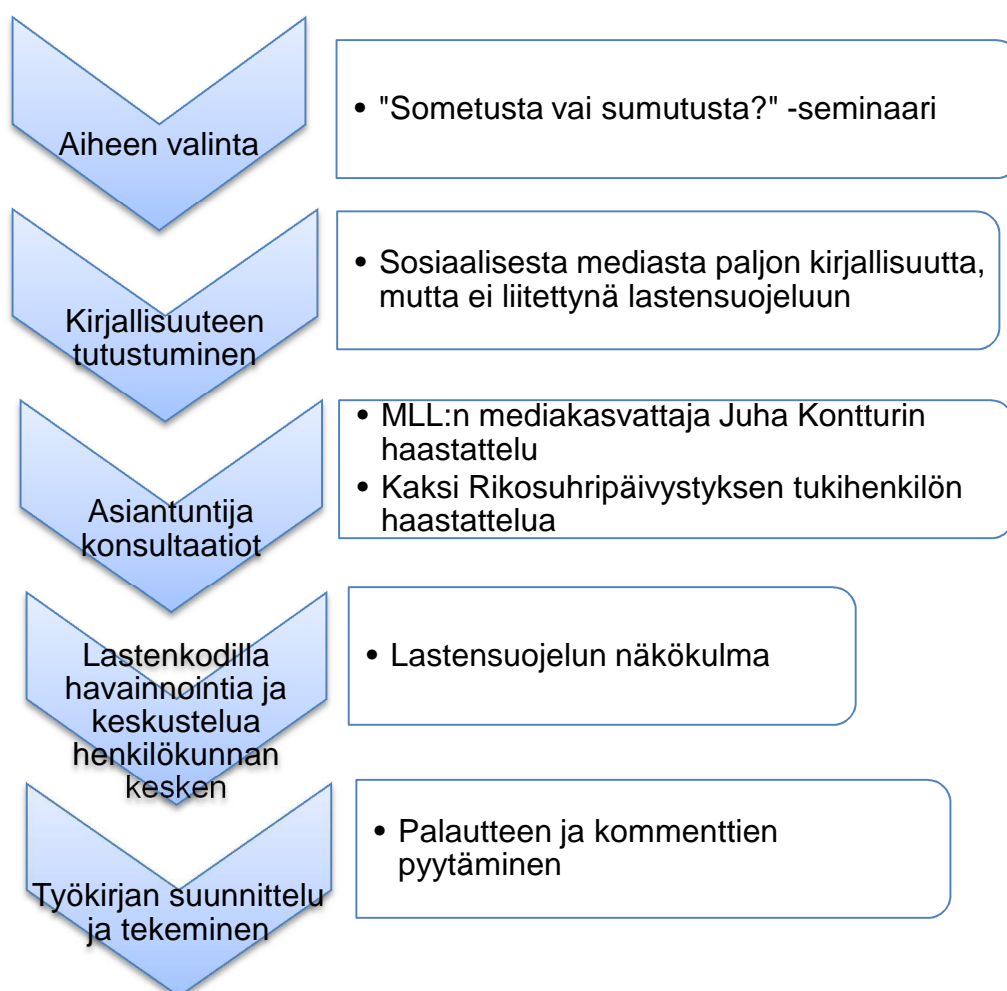 Aiheen valinta
• "Sometusta vai sumutusta?" -seminaari
Kirjallisuuteen
tutustuminen
• Sosiaalisesta mediasta paljon kirjallisuutta,
mutta ei liitettynä lastensuojeluun
Asiantuntija
konsultaatiot
• MLL:n mediakasvattaja Juha Kontturin
haastattelu
• Kaksi Rikosuhripäivystyksen tukihenkilön
haastattelua
Lastenkodilla
havainnointia ja
keskustelua
henkilökunnan
kesken
• Lastensuojelun näkökulma
Työkirjan suunnittelu
ja tekeminen
• Palautteen ja kommenttien
pyytäminen